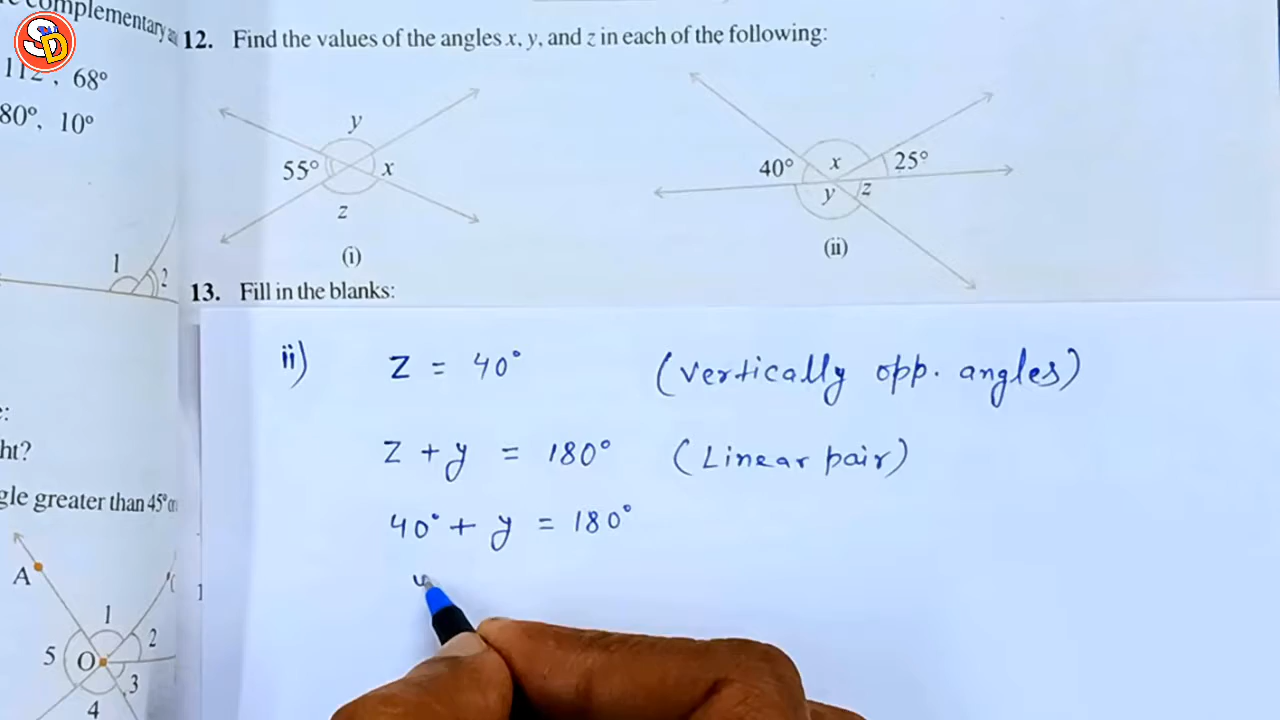 SD
complementary
112°, 68°
80°, 10°
1 2
ht?
gle greater than 45°
A
1
2
5 O
3
4
12. Find the values of the angles x, y, and z in each of the following:
y
55° x
z
(i)
40° x 25°
y z
(ii)
13. Fill in the blanks:
ii) z = 40° (Vertically opp. angles)
z + y = 180° (Linear pair)
40° + y = 180°